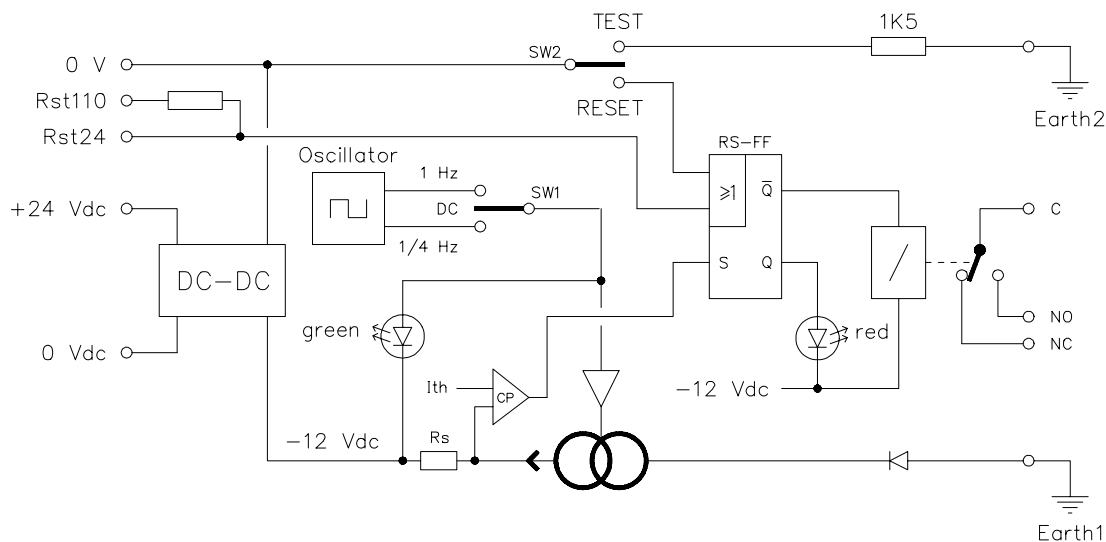 TEST
1K5
SW2
0 V
Rst110
RESET
Rst24
Earth2
RS-FF
Oscillator
1 Hz
≥1
Q̅
SW1
DC
+24 Vdc
C
1/4 Hz
S
Q
DC-DC
green
red
NO
0 Vdc
NC
Ith
CP
-12 Vdc
-12 Vdc
Rs
Earth1